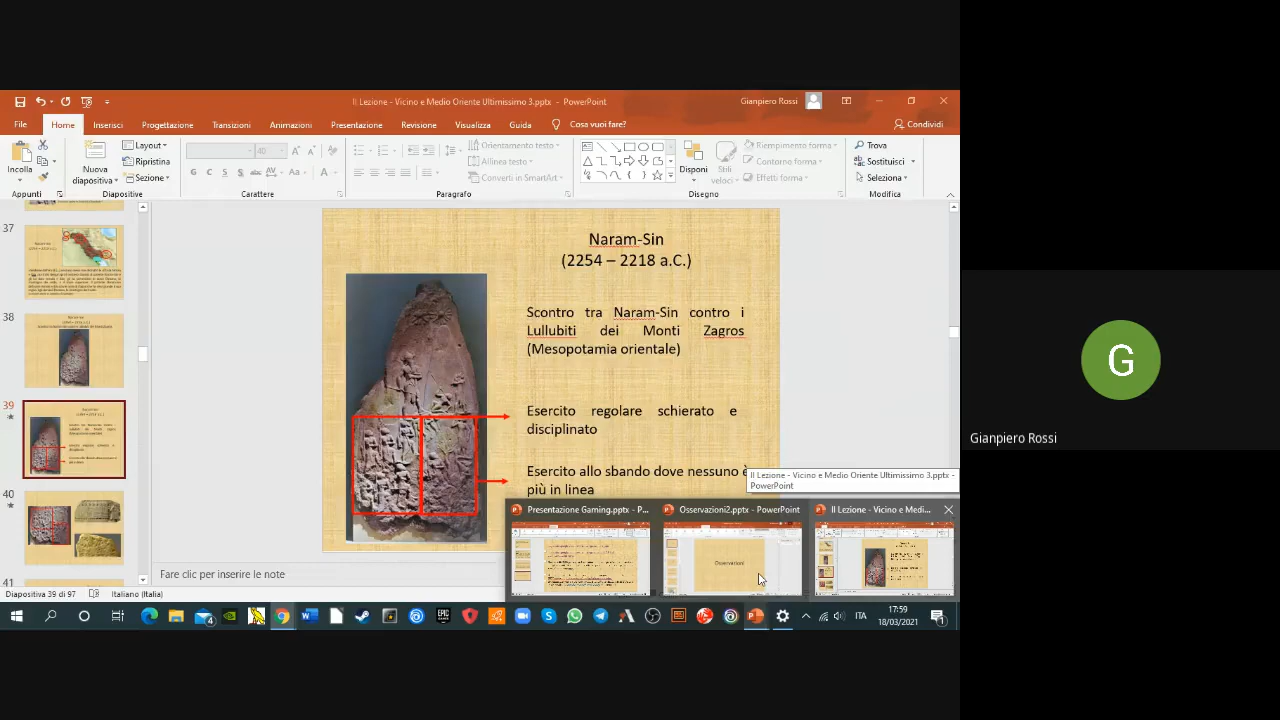 Il Lezione - Vicino e Medio Oriente Ultimissimo 3.pptx - PowerPoint
Gianpiero Rossi
File
Home
Inserisci
Progettazione
Transizioni
Animazioni
Presentazione
Revisione
Visualizza
Guida
Cosa vuoi fare?
Condividi
Incolla
Nuova
diapositiva
Layout
Ripristina
Sezione
40
G C S S abc AV Aa A
Orientamento testo
Allinea testo
Converti in SmartArt
Disponi
Stili
veloci
Riempimento forma
Contorno forma
Effetti forma
Trova
Sostituisci
Seleziona
Appunti
Diapositive
Carattere
Paragrafo
Disegno
Modifica
37
38
39
40
41
Naram-Sin
(2254 – 2218 a.C.)
Scontro tra Naram-Sin contro i
Lullubiti dei Monti Zagros
(Mesopotamia orientale)
Esercito regolare schierato e
disciplinato
Esercito allo sbando dove nessuno è
più in linea
Il Lezione - Vicino e Medio Oriente Ultimissimo 3.pptx -
PowerPoint
Presentazione Gaming.pptx - P...
Osservazioni2.pptx - PowerPoint
Il Lezione - Vicino e Medi...
Osservazioni
Fare clic per inserire le note
Diapositiva 39 di 97
Italiano (Italia)
ITA
17:59
18/03/2021
G
Gianpiero Rossi